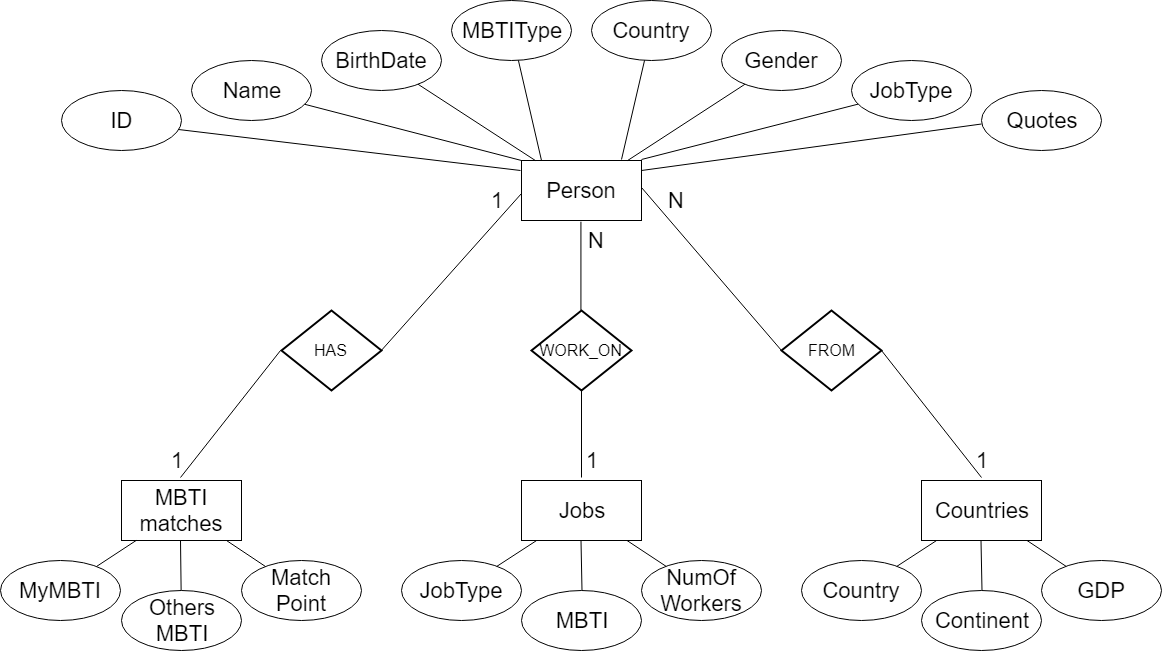 MBTIType
Country
BirthDate
Gender
Name
JobType
ID
Quotes
Person
1
N
N
HAS
WORK_ON
FROM
1
1
1
MBTI
matches
Jobs
Countries
MyMBTI
Others
MBTI
Match
Point
JobType
MBTI
NumOf
Workers
Country
Continent
GDP